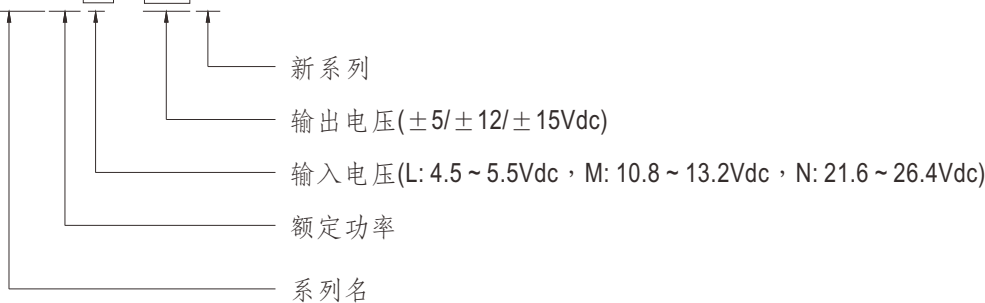 新系列
输出电压(±5/±12/±15Vdc)
输入电压(L: 4.5 ~ 5.5Vdc，M: 10.8 ~ 13.2Vdc，N: 21.6 ~ 26.4Vdc)
额定功率
系列名